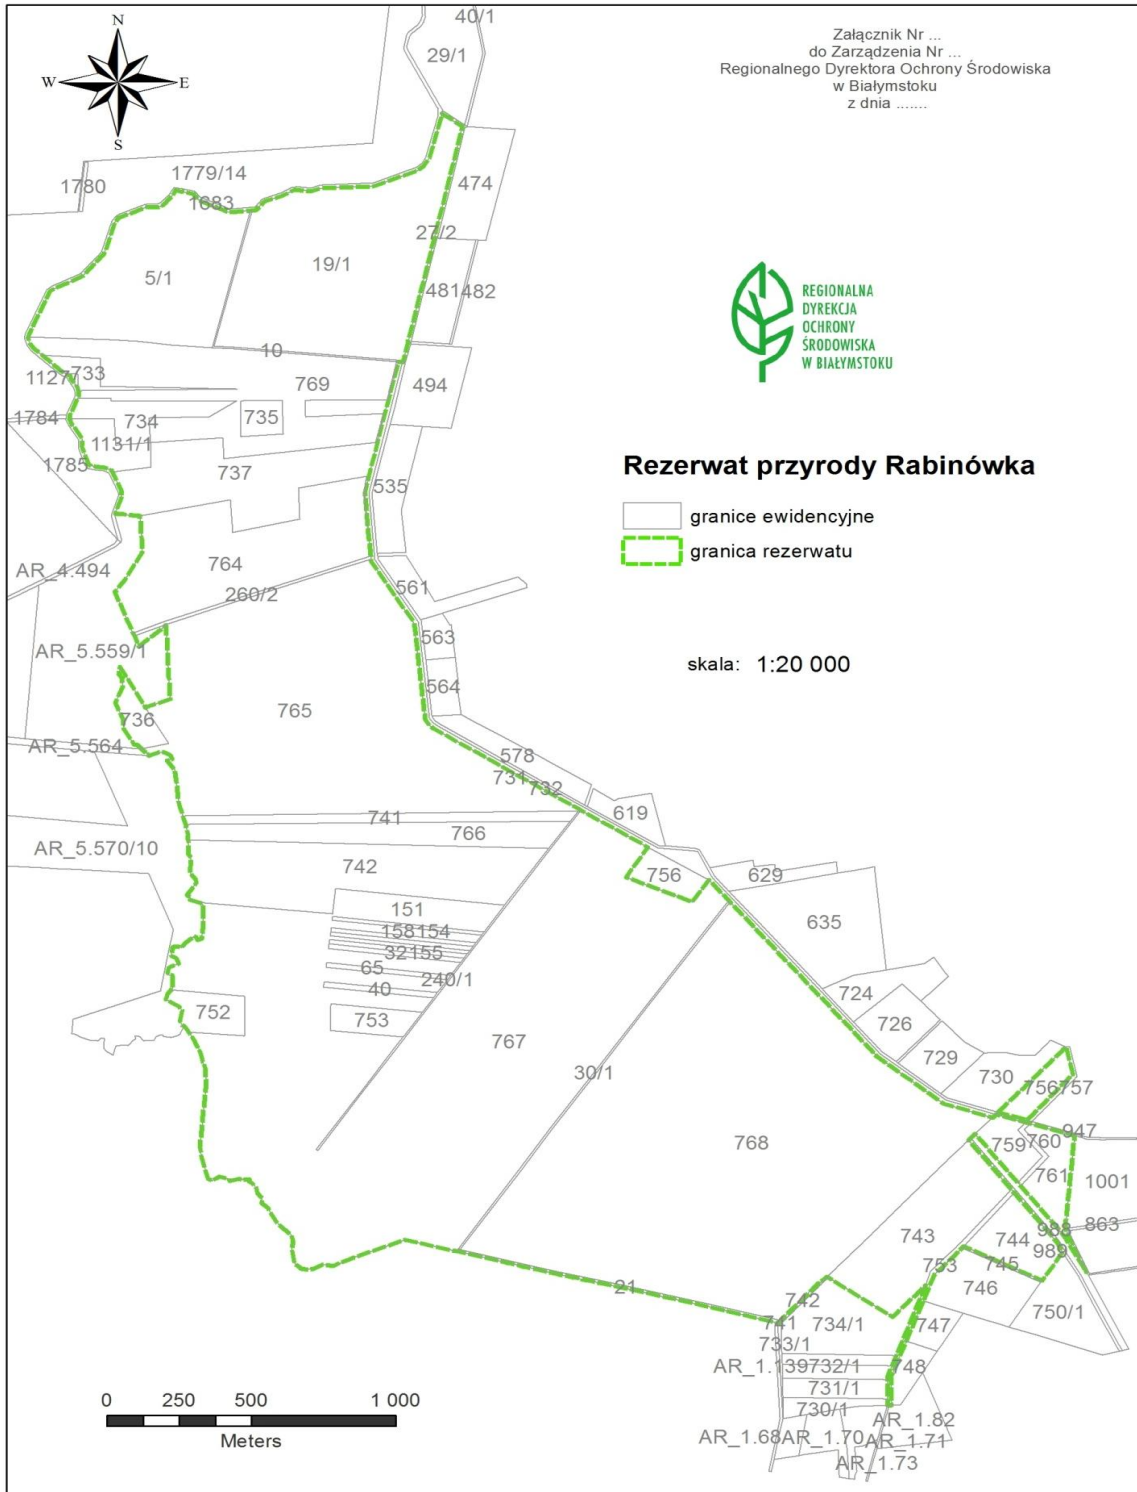 N
W
E
S
Załącznik Nr ...
do Zarządzenia Nr ...
Regionalnego Dyrektora Ochrony Środowiska
w Białymstoku
z dnia .......
40/1
29/1
1779/14
1780
1683
474
27/2
19/1
5/1
481
482
REGIONALNA
DYREKCJA
OCHRONY
ŚRODOWISKA
W BIAŁYMSTOKU
10
1127
733
769
494
1784
734
735
1131/1
1785
737
Rezerwat przyrody Rabinówka
535
granice ewidencyjne
granica rezerwatu
AR_4.494
764
260/2
561
AR_5.559/1
563
skala: 1:20 000
564
736
765
AR_5.564
578
731
732
741
619
766
AR_5.570/10
742
756
629
151
158
154
635
32
155
65
240/1
40
724
752
753
726
767
729
30/1
730
756
757
768
947
759
760
761
1001
743
744
988
863
989
753
745
746
21
742
741
734/1
750/1
733/1
747
AR_1.139
732/1
748
731/1
730/1
AR_1.82
AR_1.68
AR_1.70
AR_1.71
AR_1.73
0 250 500 1 000
Meters